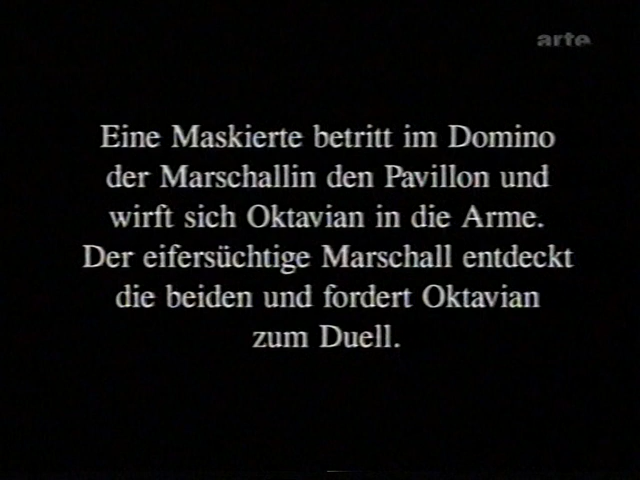 arte
Eine Maskierte betritt im Domino
der Marschallin den Pavillon und
wirft sich Oktavian in die Arme.
Der eifersüchtige Marschall entdeckt
die beiden und fordert Oktavian
zum Duell.